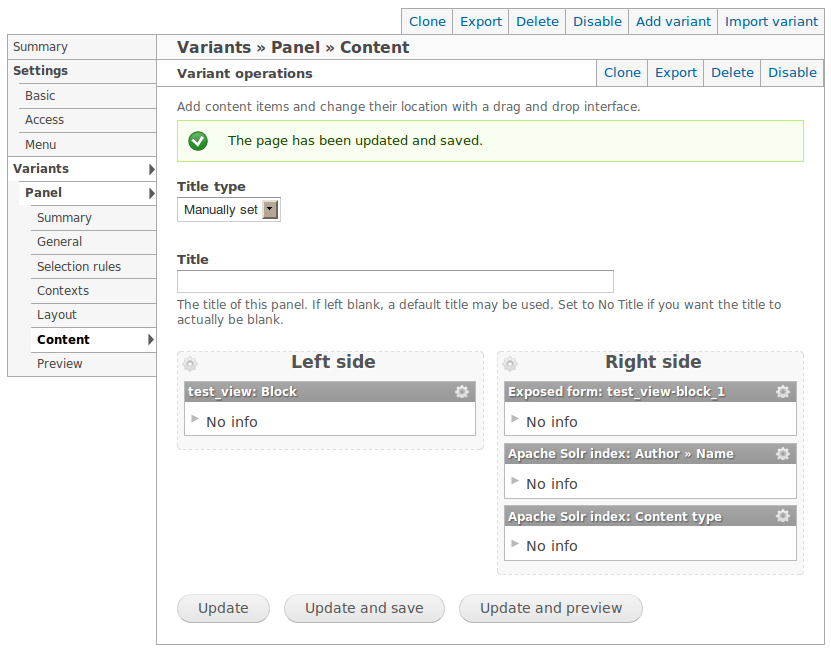 Clone Export Delete Disable Add variant Import variant
Summary
Settings
Basic
Access
Menu
Variants
Panel
Summary
General
Selection rules
Contexts
Layout
Content
Preview
Variants » Panel » Content
Variant operations
Clone Export Delete Disable
Add content items and change their location with a drag and drop interface.
The page has been updated and saved.
Title type
Manually set
Title
The title of this panel. If left blank, a default title may be used. Set to No Title if you want the title to
actually be blank.
Left side
test_view: Block
No info
Right side
Exposed form: test_view-block_1
No info
Apache Solr index: Author » Name
No info
Apache Solr index: Content type
No info
Update Update and save Update and preview